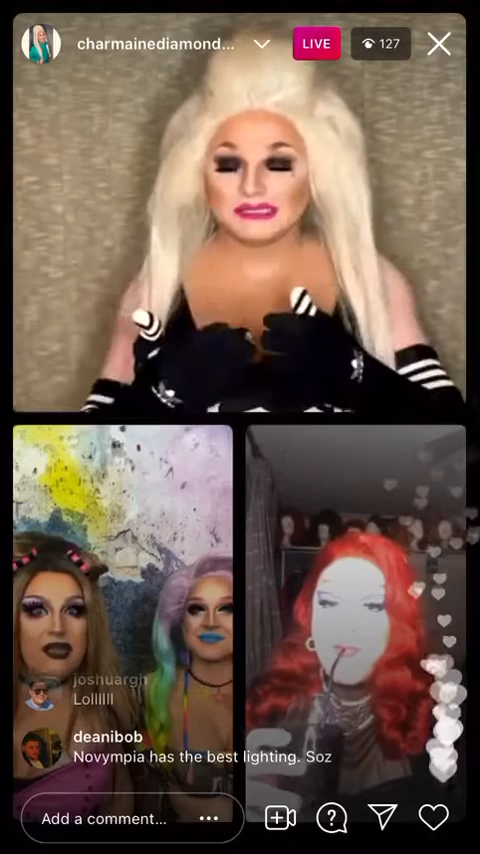 charmainediamond...
LIVE
127
joshuargh
Lollllll
deanibob
Novympia has the best lighting. Soz
Add a comment...